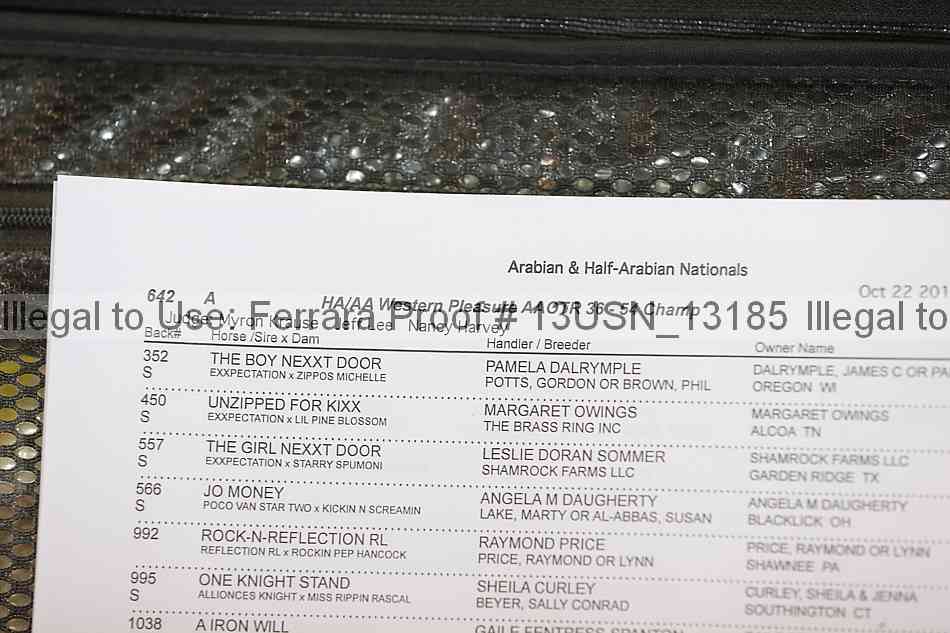 Arabian & Half-Arabian Nationals
Oct 22 201
642 A HA/AA Western Pleasure AAOTR 36 - 54 Champ
Illegal to Use: Ferrara Proof # 13USN_13185 Illegal to
Judge: Myron Krause Jeff Lee Nancy Harvey
Back# Horse /Sire x Dam Handler / Breeder Owner Name
352 THE BOY NEXXT DOOR PAMELA DALRYMPLE DALRYMPLE, JAMES C OR PA
S EXXPECTATION x ZIPPOS MICHELLE POTTS, GORDON OR BROWN, PHIL OREGON WI
450 UNZIPPED FOR KIXX MARGARET OWINGS MARGARET OWINGS
S EXXPECTATION x LIL PINE BLOSSOM THE BRASS RING INC ALCOA TN
557 THE GIRL NEXXT DOOR LESLIE DORAN SOMMER SHAMROCK FARMS LLC
S EXXPECTATION x STARRY SPUMONI SHAMROCK FARMS LLC GARDEN RIDGE TX
566 JO MONEY ANGELA M DAUGHERTY ANGELA M DAUGHERTY
S POCO VAN STAR TWO x KICKIN N SCREAMIN LAKE, MARTY OR AL-ABBAS, SUSAN BLACKLICK OH
992 ROCK-N-REFLECTION RL RAYMOND PRICE PRICE, RAYMOND OR LYNN
REFLECTION RL x ROCKIN PEP HANCOCK PRICE, RAYMOND OR LYNN SHAWNEE PA
995 ONE KNIGHT STAND SHEILA CURLEY CURLEY, SHEILA & JENNA
S ALLIONCES KNIGHT x MISS RIPPIN RASCAL BEYER, SALLY CONRAD SOUTHINGTON CT
1038 A IRON WILL GAILE FENTRESS SPANTON